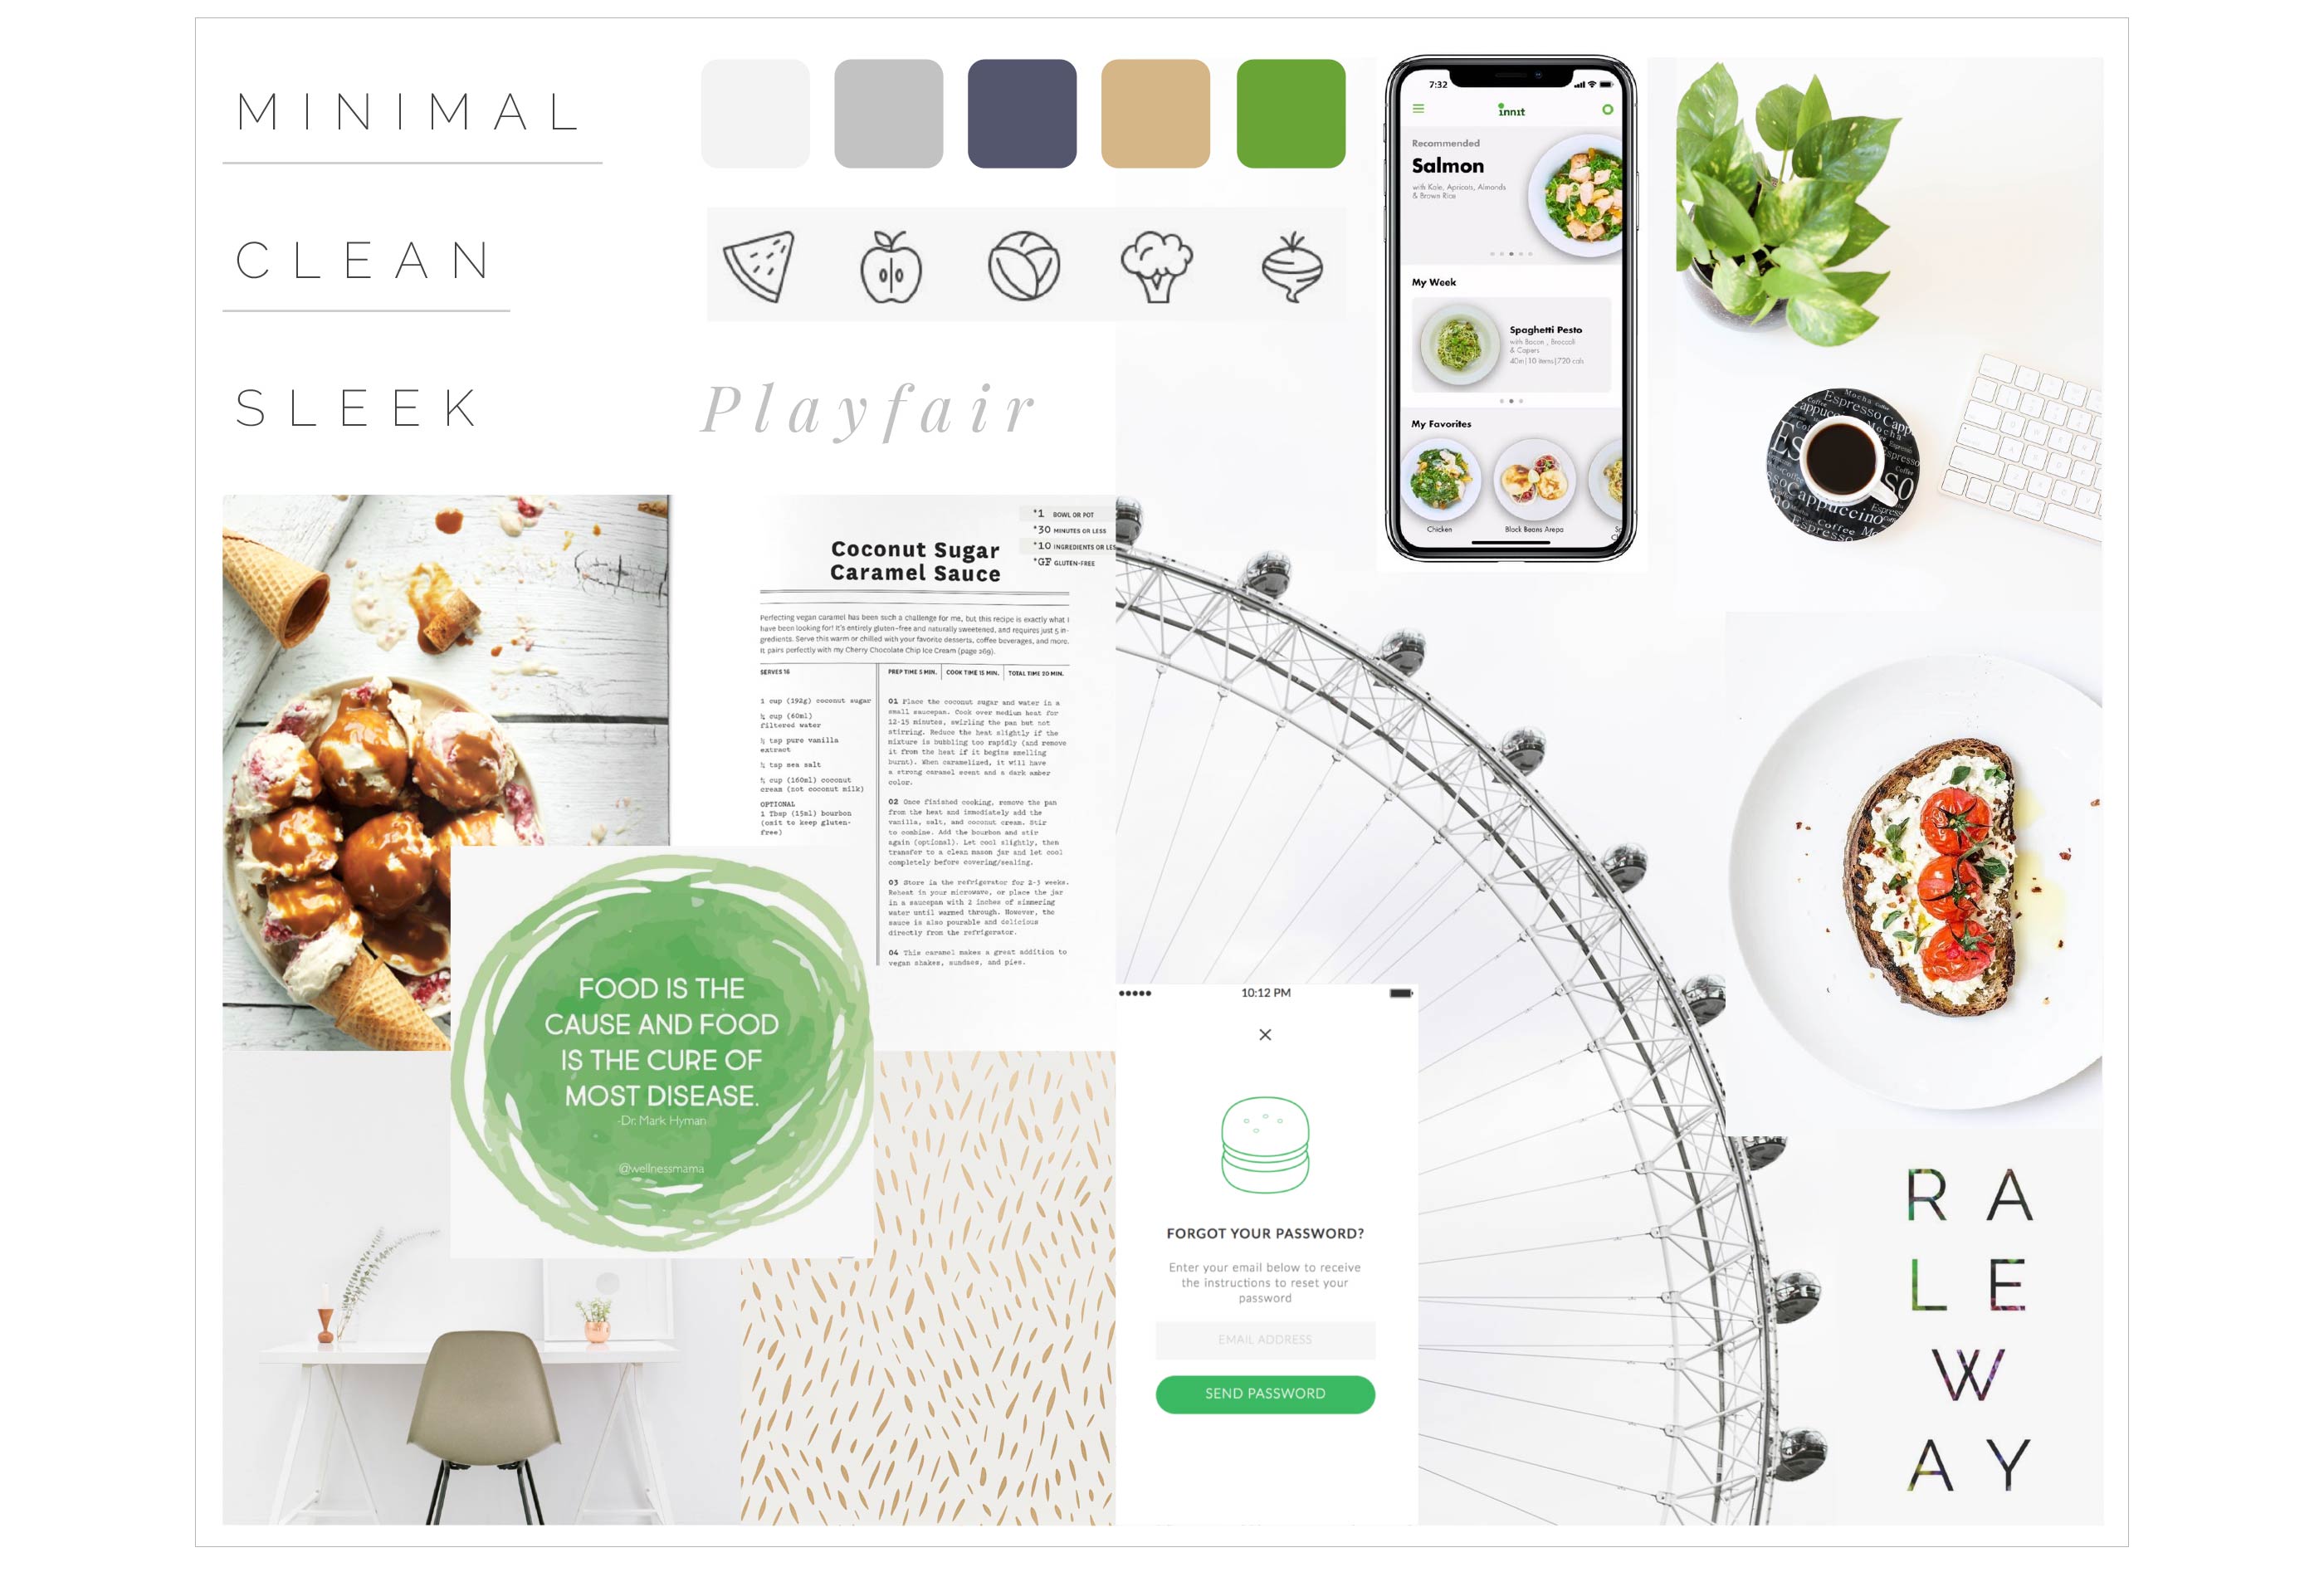 MINIMAL
CLEAN
SLEEK
Playfair
7:32
innit
Recommended
Salmon
with Kale, Apricots, Almonds
& Brown Rice
My Week
Spaghetti Pesto
with Bacon , Broccoli
& Capers
40m|10 items|720 cals
My Favorites
Chicken
Black Beans Arepa
*1 BOWL OR POT
*30 MINUTES OR LESS
*10 INGREDIENTS OR LES
*GF GLUTEN-FREE
Coconut Sugar
Caramel Sauce
Perfecting vegan caramel has been such a challenge for me, but this recipe is exactly what I
have been looking for! It's entirely gluten-free and naturally sweetened, and requires just 5 in-
gredients. Serve this warm or chilled with your favorite desserts, coffee beverages, and more.
It pairs perfectly with my Cherry Chocolate Chip Ice Cream (page 269).
SERVES 16
PREP TIME 5 MIN. COOK TIME 15 MIN. TOTAL TIME 20 MIN.
1 cup (192g) coconut sugar
¼ cup (60ml)
filtered water
tsp pure vanilla
extract
tsp sea salt
cup (160ml) coconut
cream (not coconut milk)
OPTIONAL
1 Tbsp (15ml) bourbon
(omit to keep gluten-
free)
01 Place the coconut sugar and water in a
small saucepan. Cook over medium heat for
12-15 minutes, swirling the pan but not
stirring. Reduce the heat slightly if the
mixture is bubbling too rapidly (and remove
it from the heat if it begins smelling
burnt). When caramelized, it will have
a strong caramel scent and a dark amber
color.
02 Once finished cooking, remove the pan
from the heat and immediately add the
vanilla, salt, and coconut cream. Stir
to combine. Add the bourbon and stir
again (optional). Let cool slightly, then
transfer to a clean mason jar and let cool
completely before covering/sealing.
03 Store in the refrigerator for 2-3 weeks.
Reheat in your microwave, or place the jar
in a saucepan with 2 inches of simmering
water until warmed through. However, the
sauce is also pourable and delicious
directly from the refrigerator.
04 This caramel makes a great addition to
vegan shakes, sundaes, and pies.
FOOD IS THE
CAUSE AND FOOD
IS THE CURE OF
MOST DISEASE.
-Dr. Mark Hyman
@wellnessmama
10:12 PM
FORGOT YOUR PASSWORD?
Enter your email below to receive
the instructions to reset your
password
EMAIL ADDRESS
SEND PASSWORD
Mocha
Espresso
Cappuccino
Coffee
Espresso
R A
L E
W
A Y